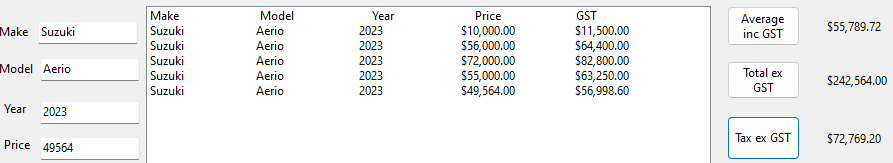 Make Suzuki
Model Aerio
Year 2023
Price 49564
Make Model Year Price GST
Suzuki Aerio 2023 $10,000.00 $11,500.00
Suzuki Aerio 2023 $56,000.00 $64,400.00
Suzuki Aerio 2023 $72,000.00 $82,800.00
Suzuki Aerio 2023 $55,000.00 $63,250.00
Suzuki Aerio 2023 $49,564.00 $56,998.60
Average
inc GST
$55,789.72
Total ex
GST
$242,564.00
Tax ex GST
$72,769.20